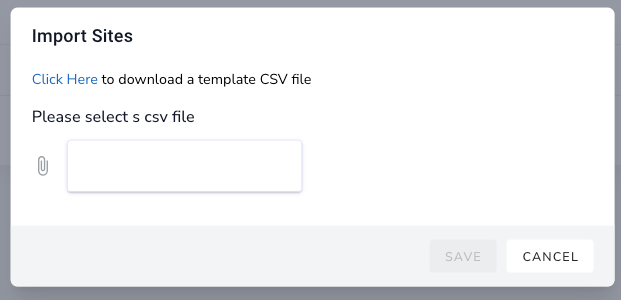 Import Sites
Click Here to download a template CSV file
Please select s csv file
SAVE
CANCEL